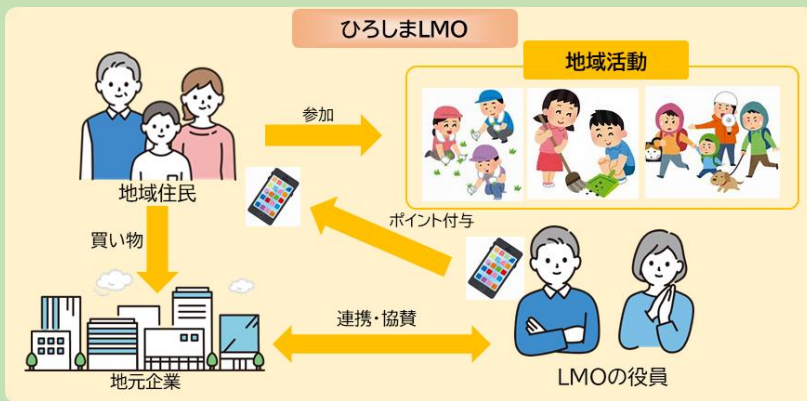 ひろしまLMO
地域活動
参加
地域住民
ポイント付与
買い物
連携・協賛
地元企業
LMOの役員